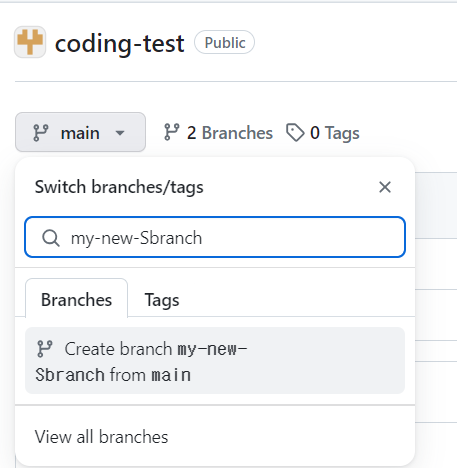 coding-test Public
main 2 Branches 0 Tags
Switch branches/tags
my-new-Sbranch
Branches Tags
Create branch my-new-
Sbranch from main
View all branches